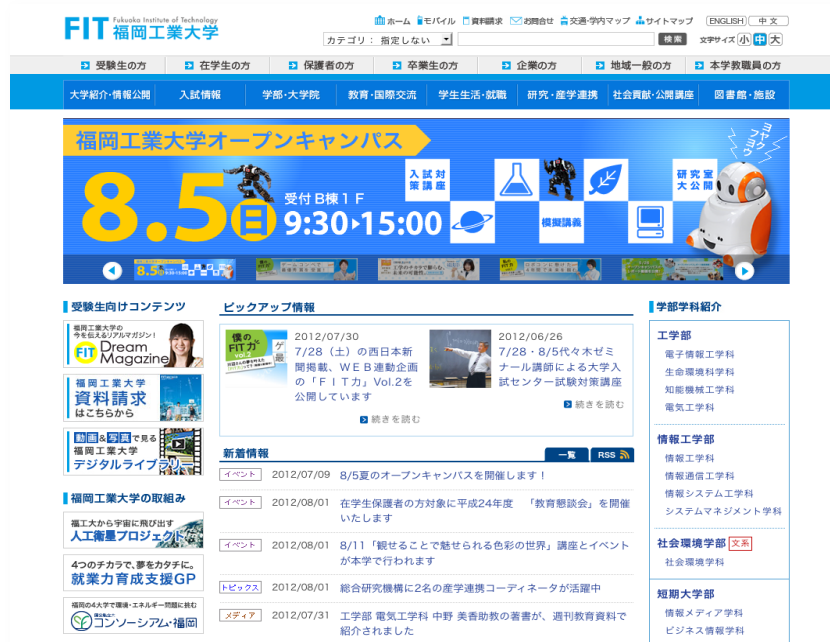 FIT Fukuoka Institute of Technology
福岡工業大学
ホーム モバイル 資料請求 お問合せ 交通・学内マップ サイトマップ ENGLISH 中文
カテゴリ： 指定しない 検索 文字サイズ 小 中 大
受験生の方 在学生の方 保護者の方 卒業生の方 企業の方 地域一般の方 本学教職員の方
大学紹介・情報公開 入試情報 学部・大学院 教育・国際交流 学生生活・就職 研究・産学連携 社会貢献・公開講座 図書館・施設
福岡工業大学オープンキャンパス
8.5日
受付 B棟 1F
9:30▶15:00
入試対策講座
模擬講義
研究室大公開
ヨヤク
フヨウ
受験生向けコンテンツ
福岡工業大学の
今を伝えるリアルマガジン!
FIT Dream
Magazine
福岡工業大学
資料請求
はこちらから
動画&写真で見る
福岡工業大学
デジタルライブラリー
福岡工業大学の取組み
福工大から宇宙に飛び出す
人工衛星プロジェクト
4つのチカラで、夢をカタチに。
就業力育成支援GP
福岡の4大学で環境・エネルギー問題に挑む
コンソーシアム・福岡
ピックアップ情報
僕の
FIT力
vol.2
2012/07/30
7/28（土）の西日本新
聞掲載、ＷＥＢ連動企画
の「ＦＩＴ力」Vol.2を
公開しています
続きを読む
2012/06/26
7/28・8/5代々木ゼミ
ナール講師による大学入
試センター試験対策講座
続きを読む
新着情報
一覧 RSS
イベント 2012/07/09 8/5夏のオープンキャンパスを開催します！
イベント 2012/08/01 在学生保護者の方対象に平成24年度　「教育懇談会」を開催
いたします
イベント 2012/08/01 8/11「観せることで魅せられる色彩の世界」講座とイベント
が本学で行われます
トピックス 2012/08/01 総合研究機構に2名の産学連携コーディネータが活躍中
メディア 2012/07/31 工学部 電気工学科 中野 美香助教の著書が、週刊教育資料で
紹介されました
学部学科紹介
工学部
電子情報工学科
生命環境科学科
知能機械工学科
電気工学科
情報工学部
情報工学科
情報通信工学科
情報システム工学科
システムマネジメント学科
社会環境学部 文系
社会環境学科
短期大学部
情報メディア学科
ビジネス情報学科